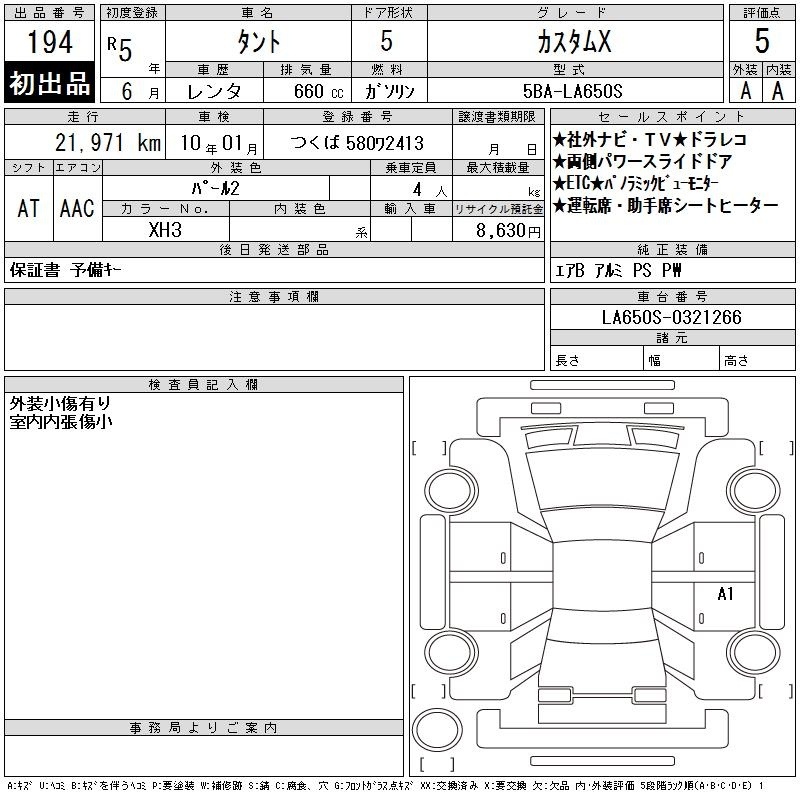 出品番号
194
初出品
初度登録
R5年
6月
車名
タント
ドア形状
5
グレード
カスタムX
評価点
5
車歴
レンタ
排気量
660 cc
燃料
ｶﾞｿﾘﾝ
型式
5BA-LA650S
外装 内装
A A
走行
21,971 km
車検
10年01月
登録番号
つくば 580ﾜ2413
譲渡書類期限
月 日
セールスポイント
★社外ナビ・ＴＶ★ドラレコ
★両側パワースライドドア
★ETC★ﾊﾟﾉﾗﾐｯｸﾋﾞｭｰﾓﾆﾀｰ
★運転席・助手席シートヒーター
シフト
AT
エアコン
AAC
外装色
ﾊﾟｰﾙ2
乗車定員
4 人
最大積載量
kg
カラーNo.
XH3
内装色
系
輸入車
リサイクル預託金
8,630円
後日発送部品
保証書 予備ｷｰ
純正装備
ｴｱB ｱﾙﾐ PS PW
注意事項欄
車台番号
LA650S-0321266
諸元
長さ 幅 高さ
検査員記入欄
外装小傷有り
室内内張傷小
A1
事務局よりご案内
A:ｷｽﾞ U:ﾍｺﾐ B:ｷｽﾞを伴うﾍｺﾐ P:要塗装 W:補修跡 S:錆 C:腐食、穴 G:ﾌﾛﾝﾄｶﾞﾗｽ点ｷｽﾞ XX:交換済み X:要交換 欠:欠品 内・外装評価 5段階ﾗﾝｸ順(A・B・C・D・E) 1